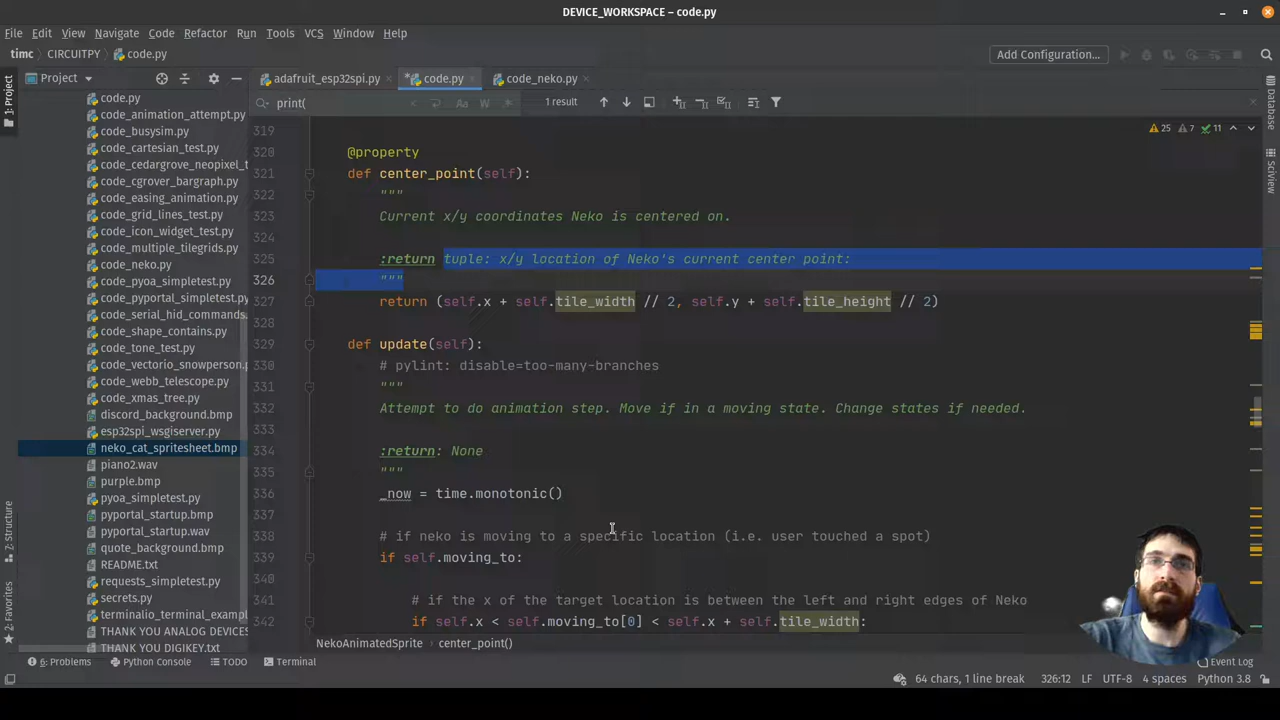 DEVICE_WORKSPACE – code.py
File Edit View Navigate Code Refactor Run Tools VCS Window Help
timc CIRCUITPY code.py Add Configuration...
Project adafruit_esp32spi.py code.py code_neko.py
print( Aa W 1 result
1: Project
7: Structure
2: Favorites
Database
SciView
code.py
code_animation_attempt.py
code_busysim.py
code_cartesian_test.py
code_cedargrove_neopixel_t
code_cgrover_bargraph.py
code_easing_animation.py
code_grid_lines_test.py
code_icon_widget_test.py
code_multiple_tilegrids.py
code_neko.py
code_pyoa_simpletest.py
code_pyportal_simpletest.py
code_serial_hid_commands.
code_shape_contains.py
code_tone_test.py
code_vectorio_snowperson.p
code_webb_telescope.py
code_xmas_tree.py
discord_background.bmp
esp32spi_wsgiserver.py
neko_cat_spritesheet.bmp
piano2.wav
purple.bmp
pyoa_simpletest.py
pyportal_startup.bmp
pyportal_startup.wav
quote_background.bmp
README.txt
requests_simpletest.py
secrets.py
terminalio_terminal_exampl
THANK YOU ANALOG DEVICES
THANK YOU DIGIKEY.txt
25 7 11
319
320 @property
321 def center_point(self):
322 """
323 Current x/y coordinates Neko is centered on.
324
325 :return tuple: x/y location of Neko's current center point:
326 """
327 return (self.x + self.tile_width // 2, self.y + self.tile_height // 2)
328
329 def update(self):
330 # pylint: disable=too-many-branches
331 """
332 Attempt to do animation step. Move if in a moving state. Change states if needed.
333
334 :return: None
335 """
336 _now = time.monotonic()
337
338 # if neko is moving to a specific location (i.e. user touched a spot)
339 if self.moving_to:
340
341 # if the x of the target location is between the left and right edges of Neko
342 if self.x < self.moving_to[0] < self.x + self.tile_width:
NekoAnimatedSprite center_point()
6: Problems Python Console TODO Terminal Event Log
64 chars, 1 line break 326:12 LF UTF-8 4 spaces Python 3.8